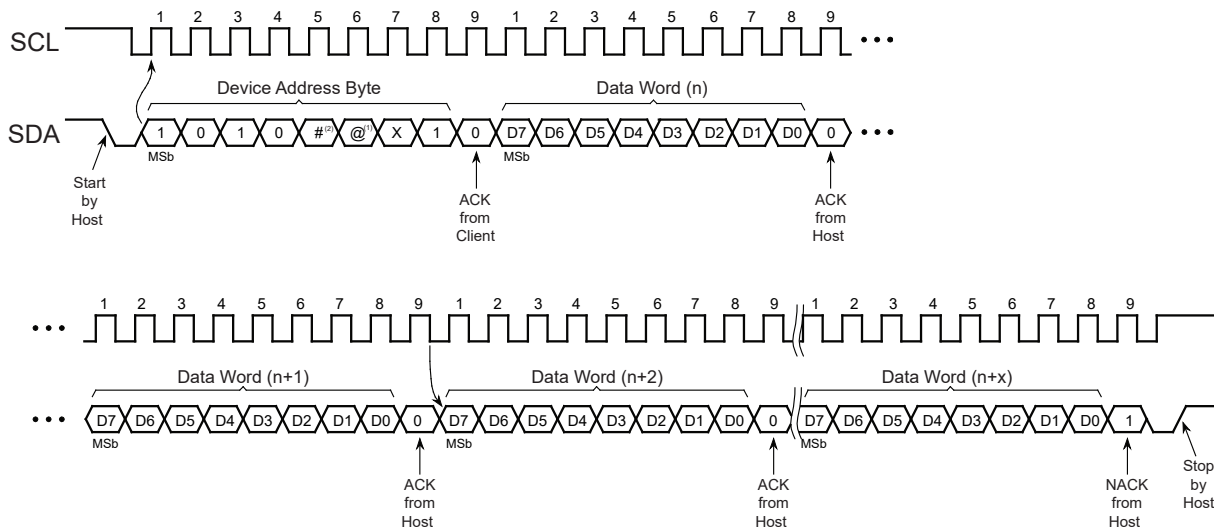 1 2 3 4 5 6 7 8 9 1 2 3 4 5 6 7 8 9
SCL
Device Address Byte Data Word (n)
SDA 1 0 1 0 #(2) @(1) X 1 0 D7 D6 D5 D4 D3 D2 D1 D0 0
MSb MSb
Start
by
Host
ACK
from
Client
ACK
from
Host
1 2 3 4 5 6 7 8 9 1 2 3 4 5 6 7 8 9 1 2 3 4 5 6 7 8 9
Data Word (n+1) Data Word (n+2) Data Word (n+x)
D7 D6 D5 D4 D3 D2 D1 D0 0 D7 D6 D5 D4 D3 D2 D1 D0 0 D7 D6 D5 D4 D3 D2 D1 D0 1
MSb MSb MSb
ACK
from
Host
ACK
from
Host
NACK
from
Host
Stop
by
Host